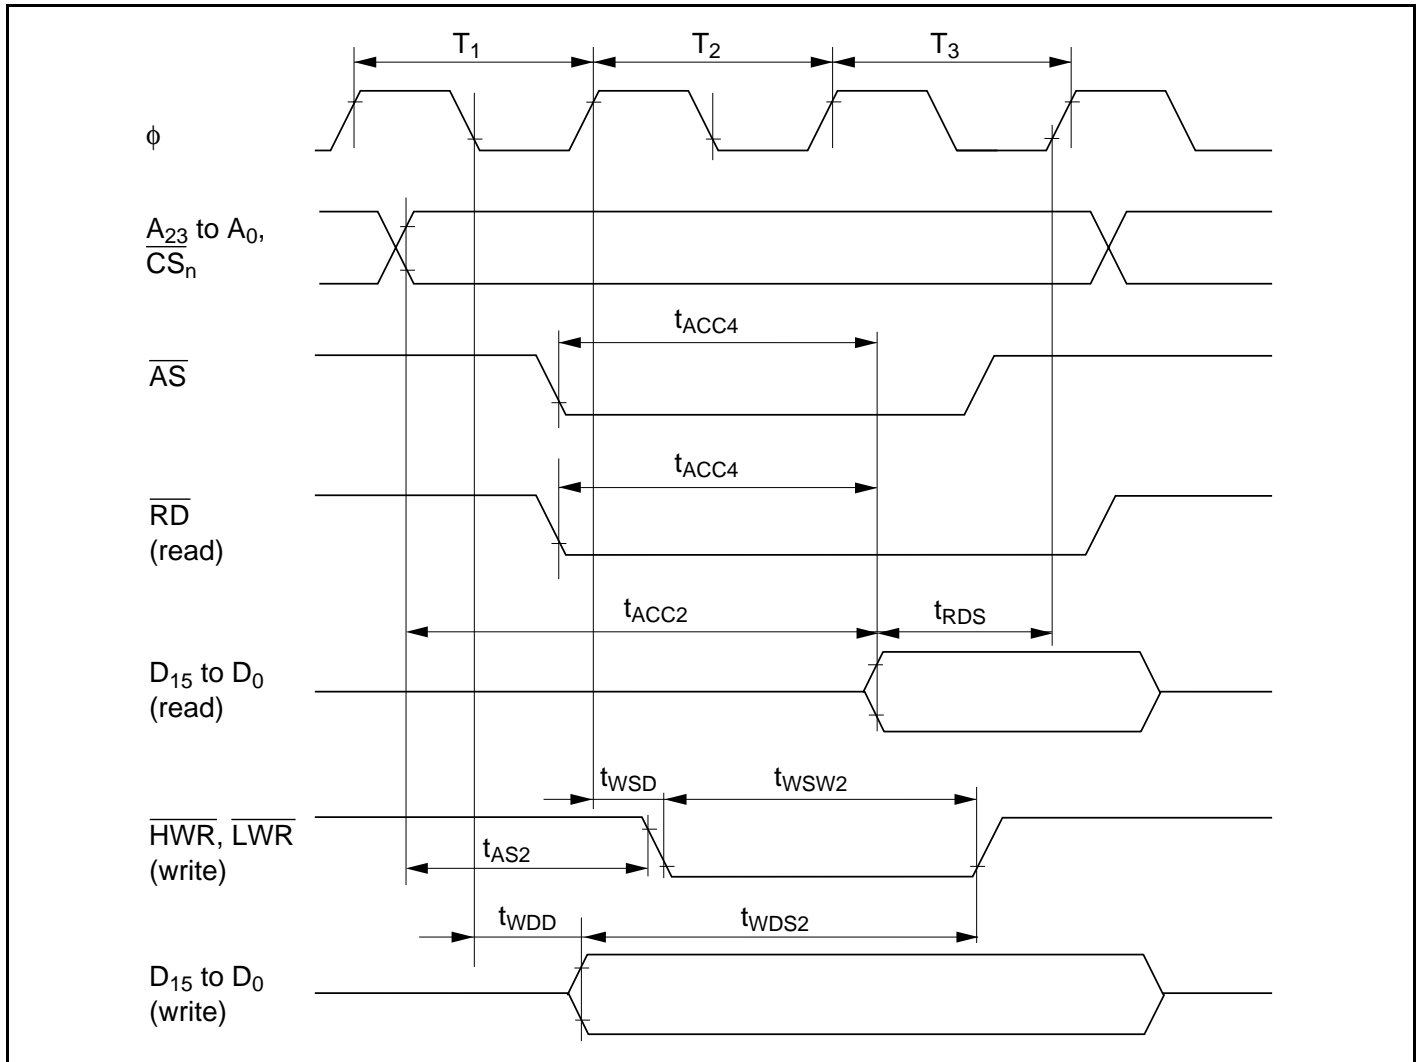 T1 T2 T3
ϕ
A23 to A0,
CSn
tACC4
AS
tACC4
RD
(read)
tACC2 tRDS
D15 to D0
(read)
tWSD tWSW2
HWR, LWR
(write)
tAS2
tWDD tWDS2
D15 to D0
(write)